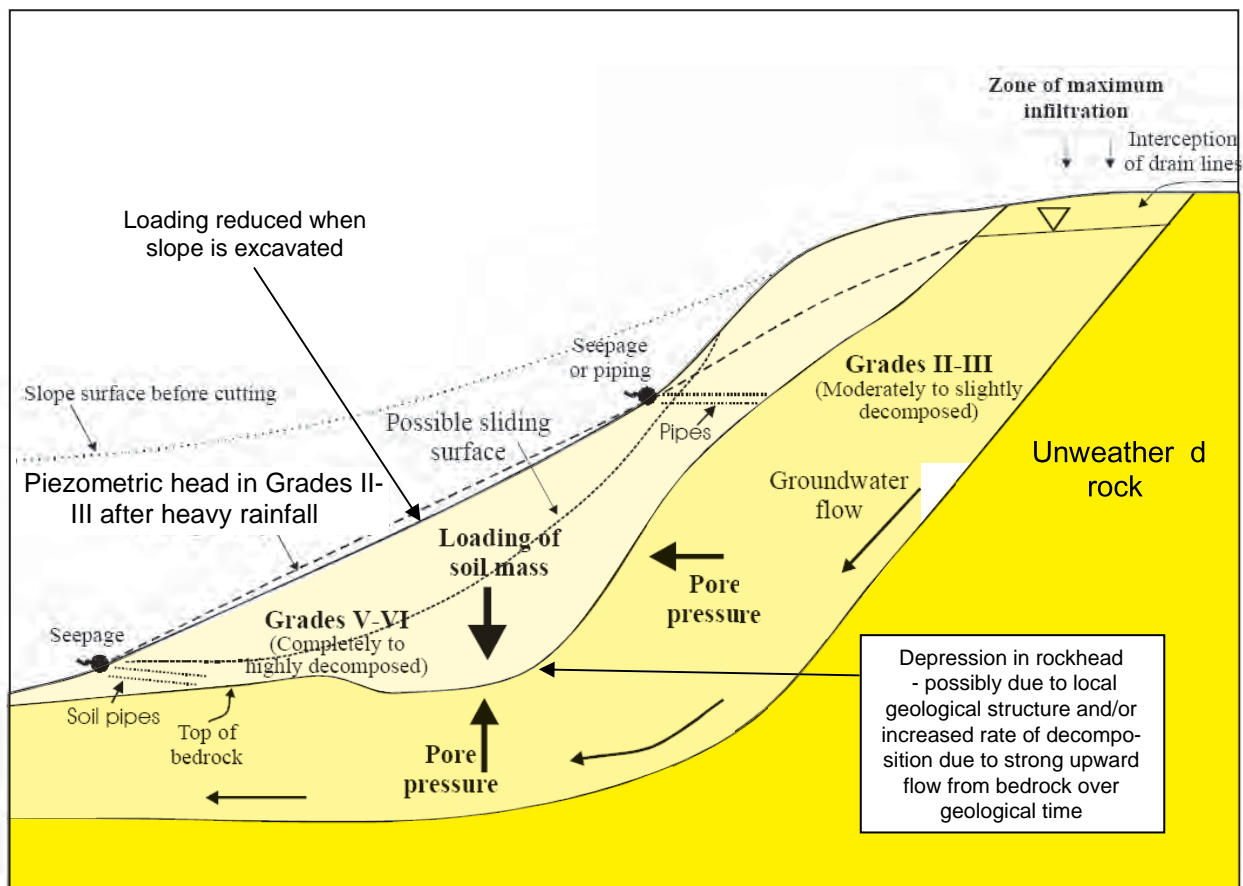 Zone of maximum
infiltration
Interception
of drain lines
Loading reduced when
slope is excavated
Seepage
or piping
Slope surface before cutting
Possible sliding
surface
Pipes
Grades II-III
(Moderately to slightly
decomposed)
Unweather d
rock
Piezometric head in Grades II-
III after heavy rainfall
Groundwater
flow
Loading of
soil mass
Pore
pressure
Grades V-VI
(Completely to
highly decomposed)
Seepage
Soil pipes
Top of
bedrock
Pore
pressure
Depression in rockhead
- possibly due to local
geological structure and/or
increased rate of decompo-
sition due to strong upward
flow from bedrock over
geological time